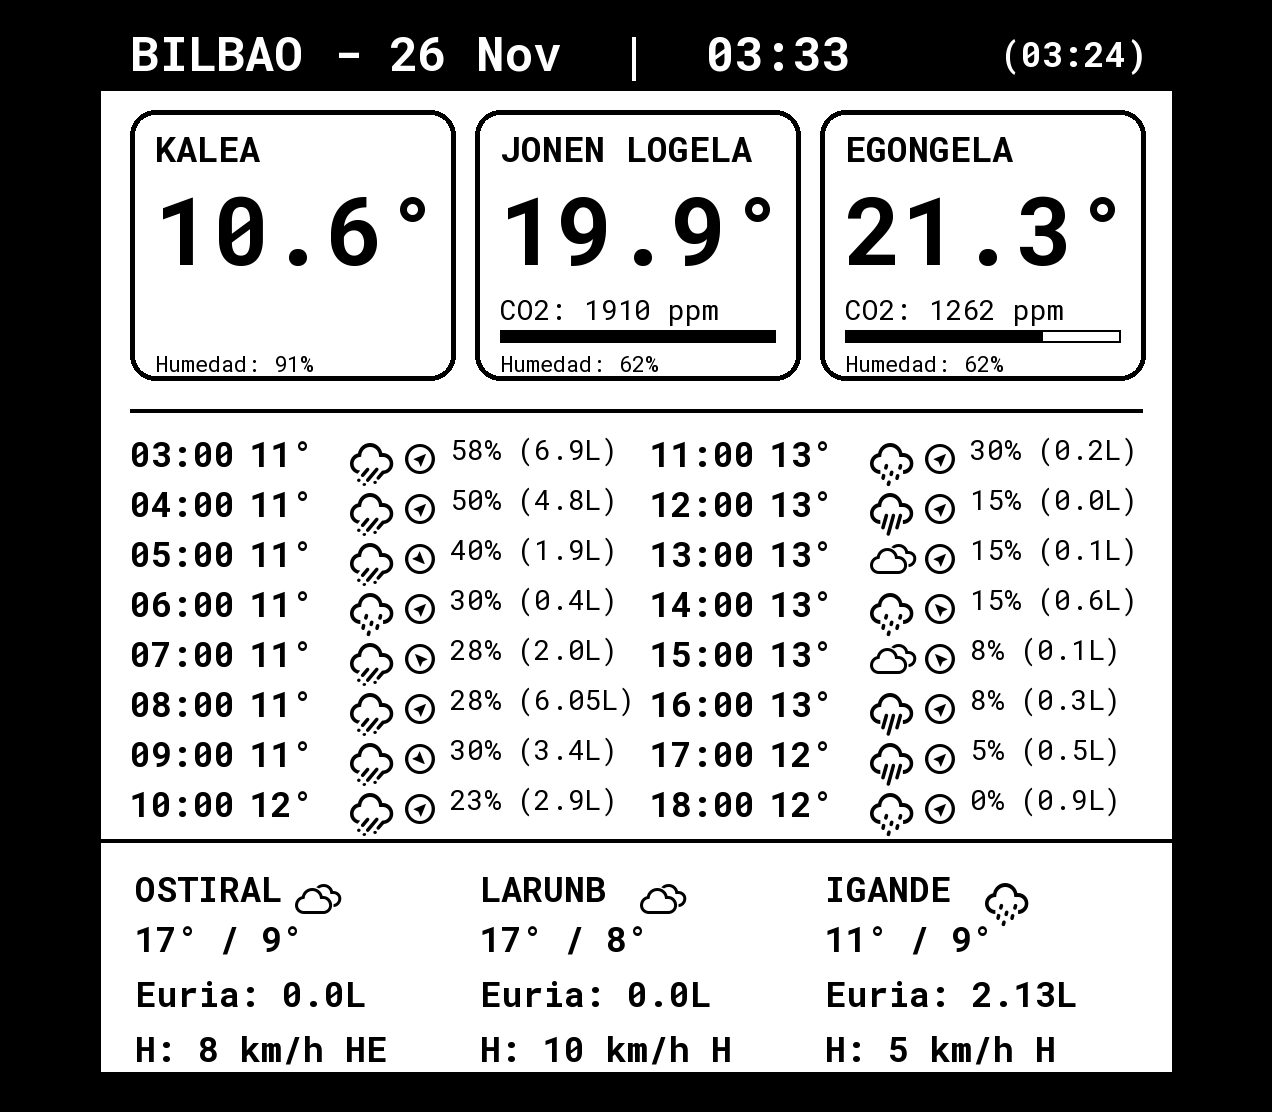 BILBAO - 26 Nov | 03:33 (03:24)
KALEA
10.6°
Humedad: 91%
JONEN LOGELA
19.9°
CO2: 1910 ppm
Humedad: 62%
EGONGELA
21.3°
CO2: 1262 ppm
Humedad: 62%
03:00 11° 58% (6.9L)
04:00 11° 50% (4.8L)
05:00 11° 40% (1.9L)
06:00 11° 30% (0.4L)
07:00 11° 28% (2.0L)
08:00 11° 28% (6.05L)
09:00 11° 30% (3.4L)
10:00 12° 23% (2.9L)
11:00 13° 30% (0.2L)
12:00 13° 15% (0.0L)
13:00 13° 15% (0.1L)
14:00 13° 15% (0.6L)
15:00 13° 8% (0.1L)
16:00 13° 8% (0.3L)
17:00 12° 5% (0.5L)
18:00 12° 0% (0.9L)
OSTIRAL
17° / 9°
Euria: 0.0L
H: 8 km/h HE
LARUNB
17° / 8°
Euria: 0.0L
H: 10 km/h H
IGANDE
11° / 9°
Euria: 2.13L
H: 5 km/h H